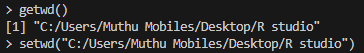 > getwd()
[1] "C:/Users/Muthu Mobiles/Desktop/R studio"
> setwd("C:/Users/Muthu Mobiles/Desktop/R studio")